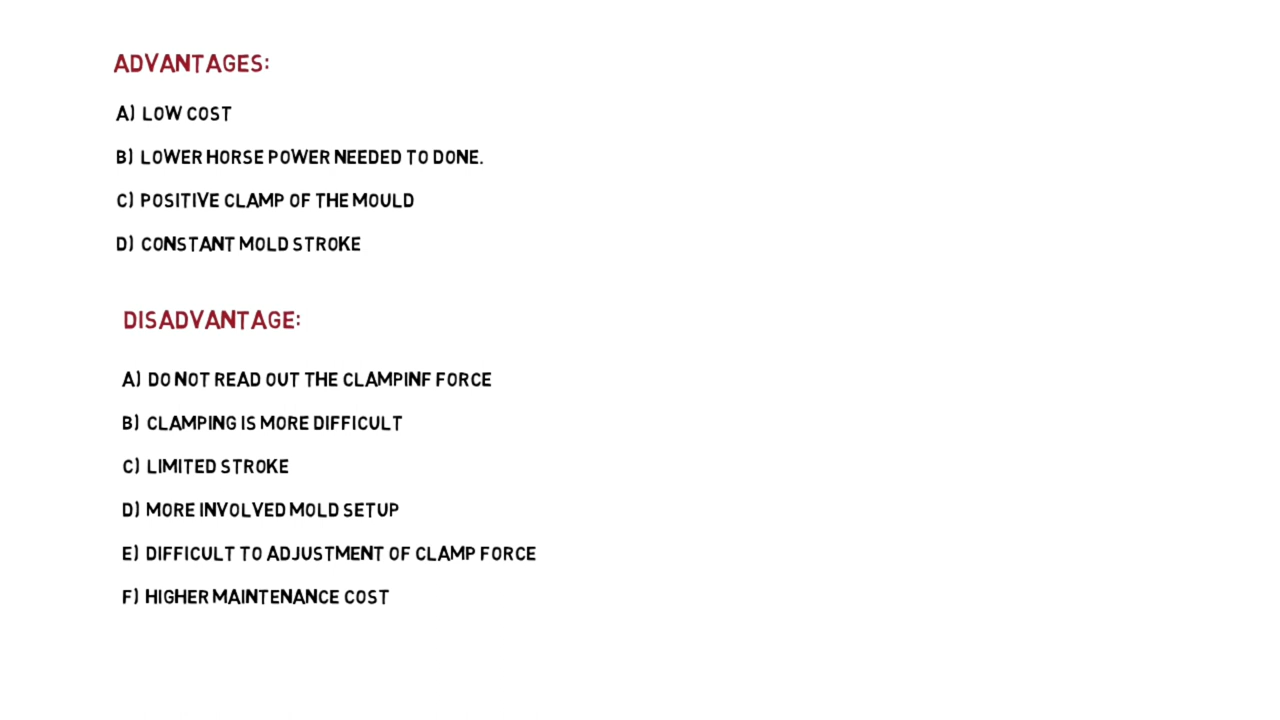 ADVANTAGES:
A) LOW COST
B) LOWER HORSE POWER NEEDED TO DONE.
C) POSITIVE CLAMP OF THE MOULD
D) CONSTANT MOLD STROKE
DISADVANTAGE:
A) DO NOT READ OUT THE CLAMPINF FORCE
B) CLAMPING IS MORE DIFFICULT
C) LIMITED STROKE
D) MORE INVOLVED MOLD SETUP
E) DIFFICULT TO ADJUSTMENT OF CLAMP FORCE
F) HIGHER MAINTENANCE COST